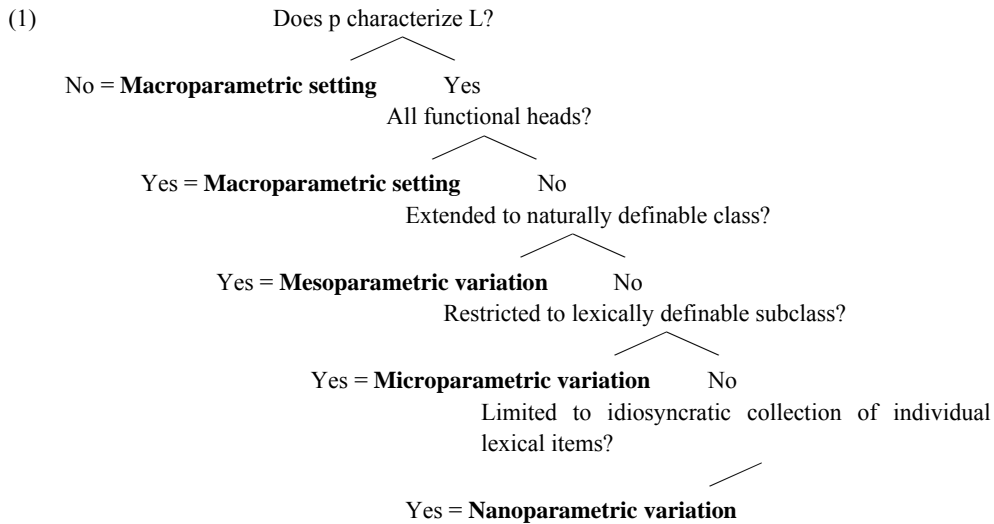 (1) Does p characterize L?
No = Macroparametric setting Yes
All functional heads?
Yes = Macroparametric setting No
Extended to naturally definable class?
Yes = Mesoparametric variation No
Restricted to lexically definable subclass?
Yes = Microparametric variation No
Limited to idiosyncratic collection of individual
lexical items?
Yes = Nanoparametric variation